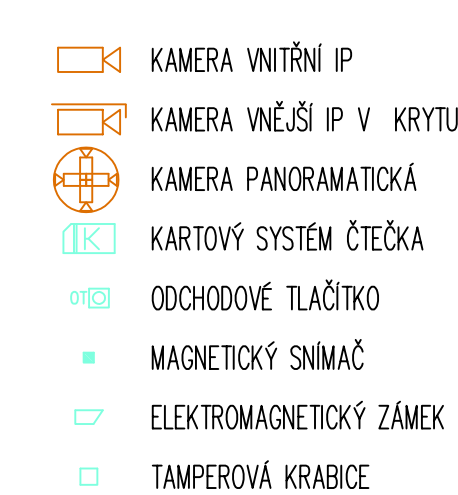 KAMERA VNITŘNÍ IP
KAMERA VNĚJŠÍ IP V KRYTU
KAMERA PANORAMATICKÁ
K KARTOVÝ SYSTÉM ČTEČKA
OT ODCHODOVÉ TLAČÍTKO
MAGNETICKÝ SNÍMAČ
ELEKTROMAGNETICKÝ ZÁMEK
TAMPEROVÁ KRABICE